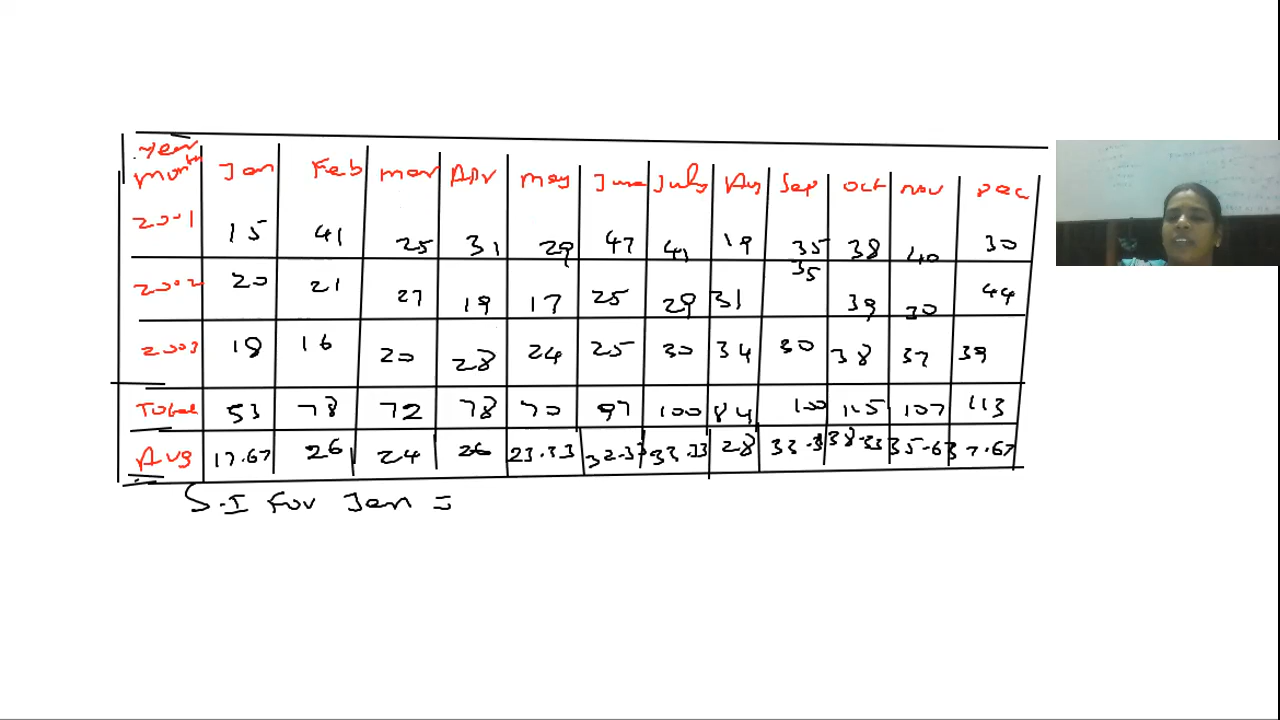 Year
Month Jan Feb mar Apr may June July Aug Sep Oct nov Dec
2001 15 41 25 31 29 47 41 19 35 38 40 30
2002 20 21 27 19 17 25 29 31 35 39 30 44
2003 18 16 20 28 24 25 30 34 30 38 37 39
Total 53 78 72 78 70 97 100 84 100 115 107 113
Avg 17.67 26 24 26 23.33 32.33 33.33 28 33.3 38.33 35.67 37.67
S.I For Jan =